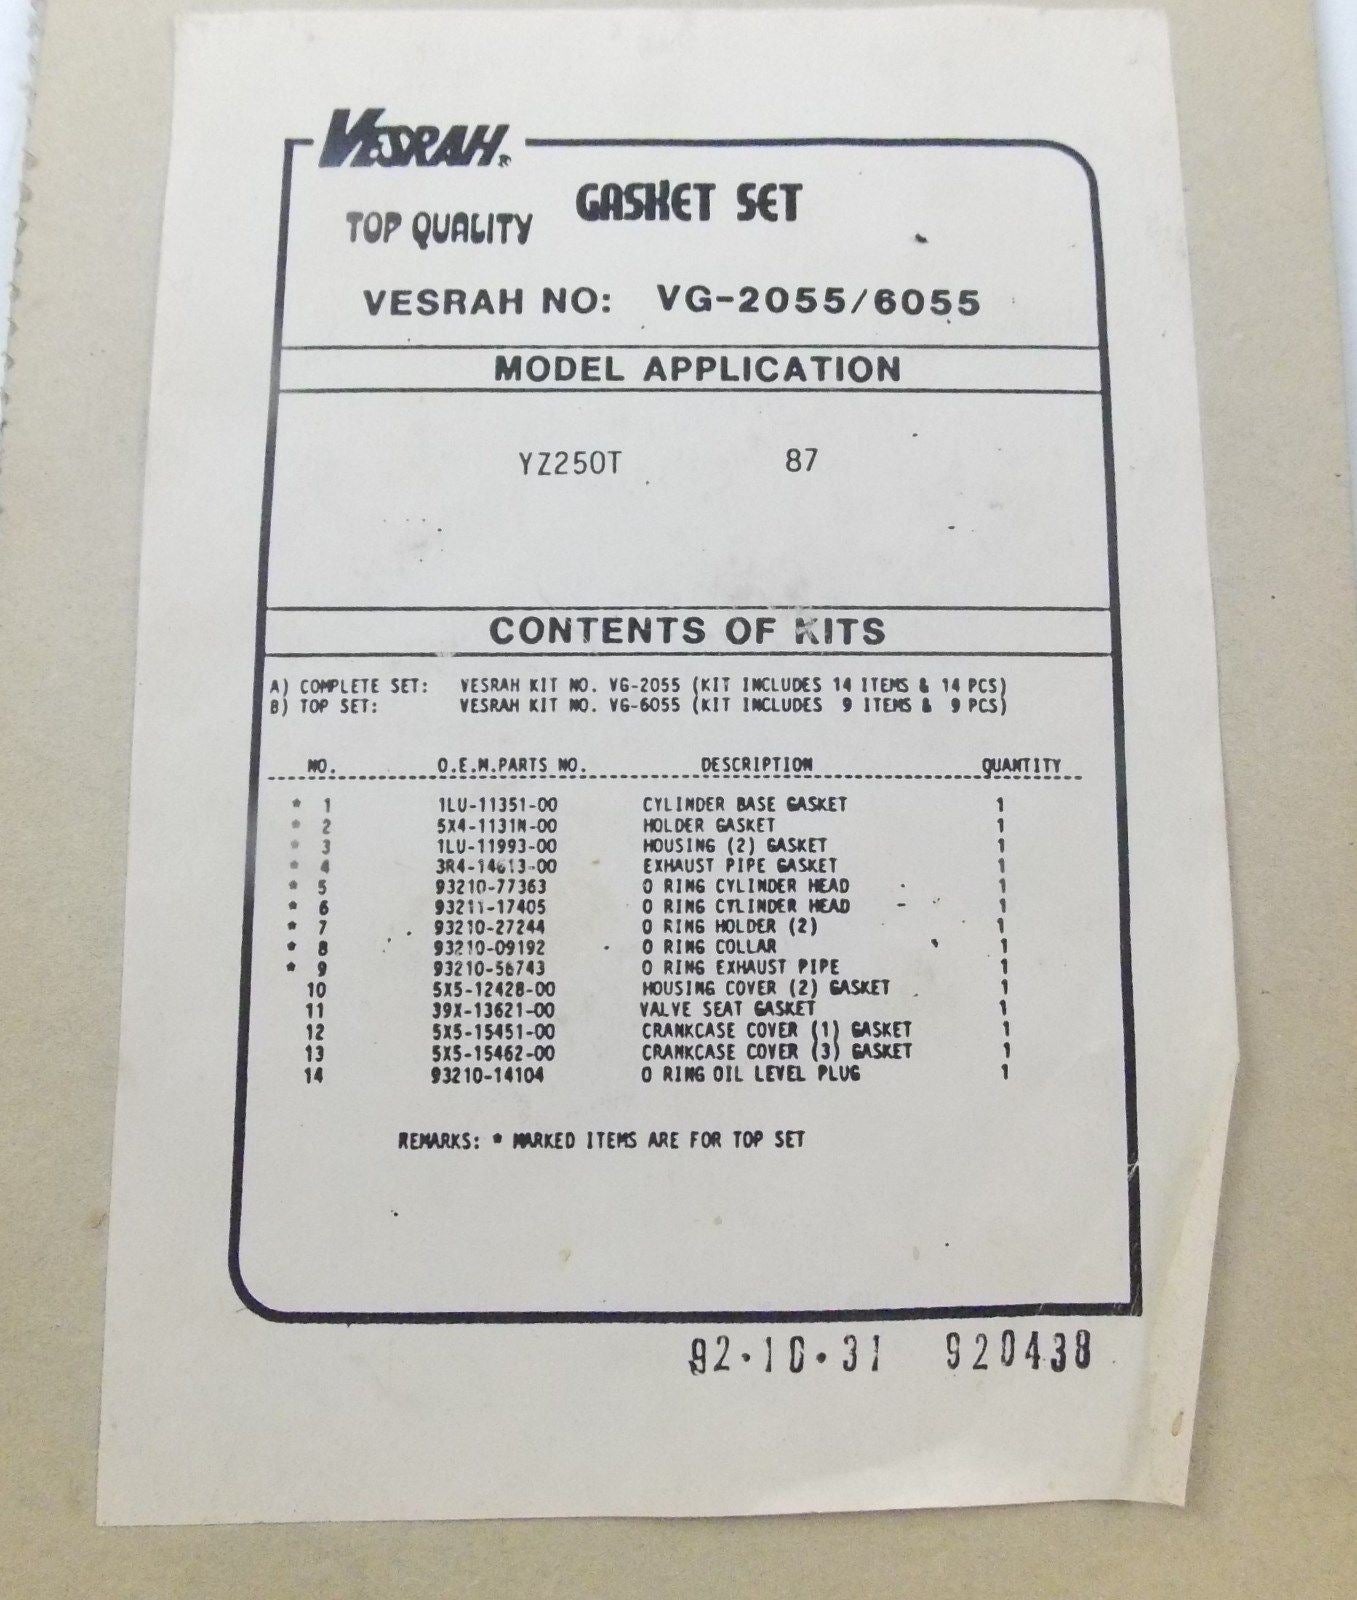 VESRAH®
GASKET SET
TOP QUALITY
VESRAH NO: VG-2055/6055
MODEL APPLICATION
YZ250T 87
CONTENTS OF KITS
A) COMPLETE SET: VESRAH KIT NO. VG-2055 (KIT INCLUDES 14 ITEMS & 14 PCS)
B) TOP SET: VESRAH KIT NO. VG-6055 (KIT INCLUDES 9 ITEMS & 9 PCS)
NO. O.E.M.PARTS NO. DESCRIPTION QUANTITY
* 1 1LU-11351-00 CYLINDER BASE GASKET 1
* 2 5X4-1131N-00 HOLDER GASKET 1
* 3 1LU-11993-00 HOUSING (2) GASKET 1
* 4 3R4-14613-00 EXHAUST PIPE GASKET 1
* 5 93210-77363 O RING CYLINDER HEAD 1
* 6 93211-17405 O RING CYLINDER HEAD 1
* 7 93210-27244 O RING HOLDER (2) 1
* 8 93210-09192 O RING COLLAR 1
* 9 93210-56743 O RING EXHAUST PIPE 1
10 5X5-12428-00 HOUSING COVER (2) GASKET 1
11 39X-13621-00 VALVE SEAT GASKET 1
12 5X5-15451-00 CRANKCASE COVER (1) GASKET 1
13 5X5-15462-00 CRANKCASE COVER (3) GASKET 1
14 93210-14104 O RING OIL LEVEL PLUG 1
REMARKS: * MARKED ITEMS ARE FOR TOP SET
92.10.31 920438